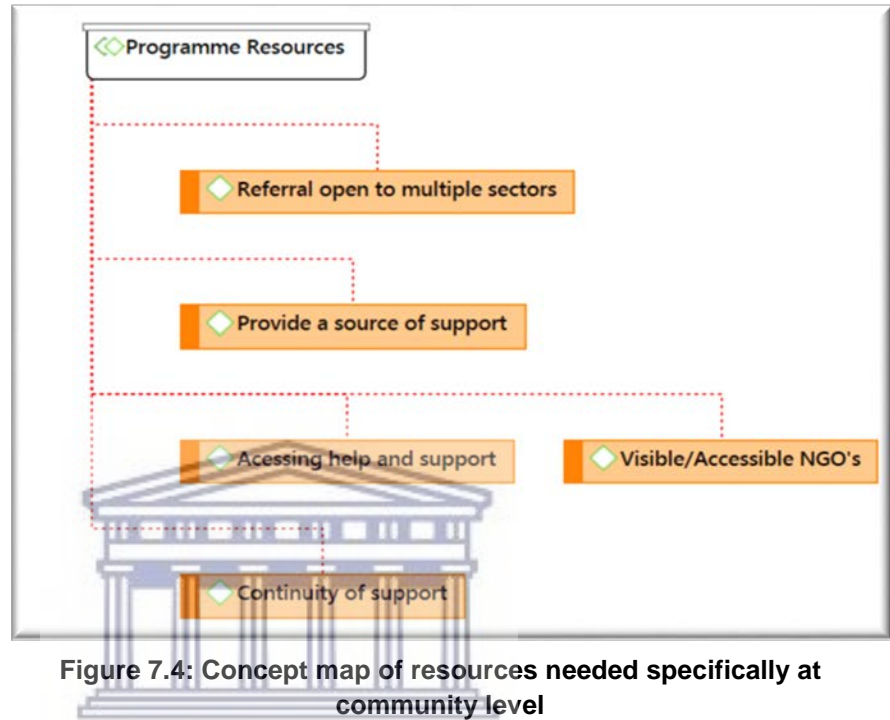 Programme Resources
Referral open to multiple sectors
Provide a source of support
Acessing help and support
Visible/Accessible NGO's
Continuity of support
Figure 7.4: Concept map of resources needed specifically at
community level